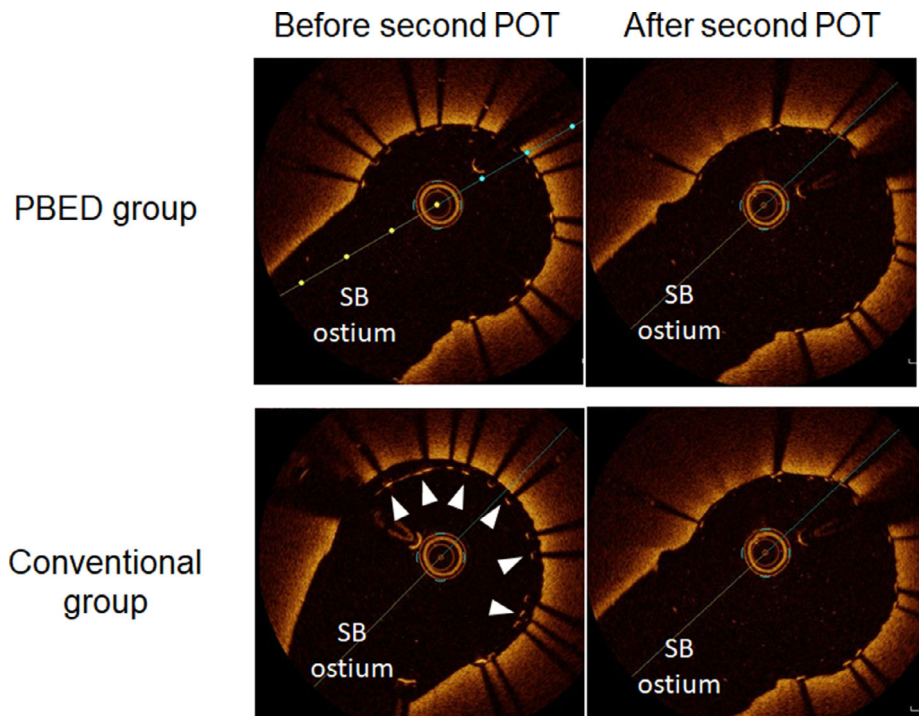 Before second POT
After second POT
PBED group
SB
ostium
SB
ostium
Conventional
group
SB
ostium
SB
ostium